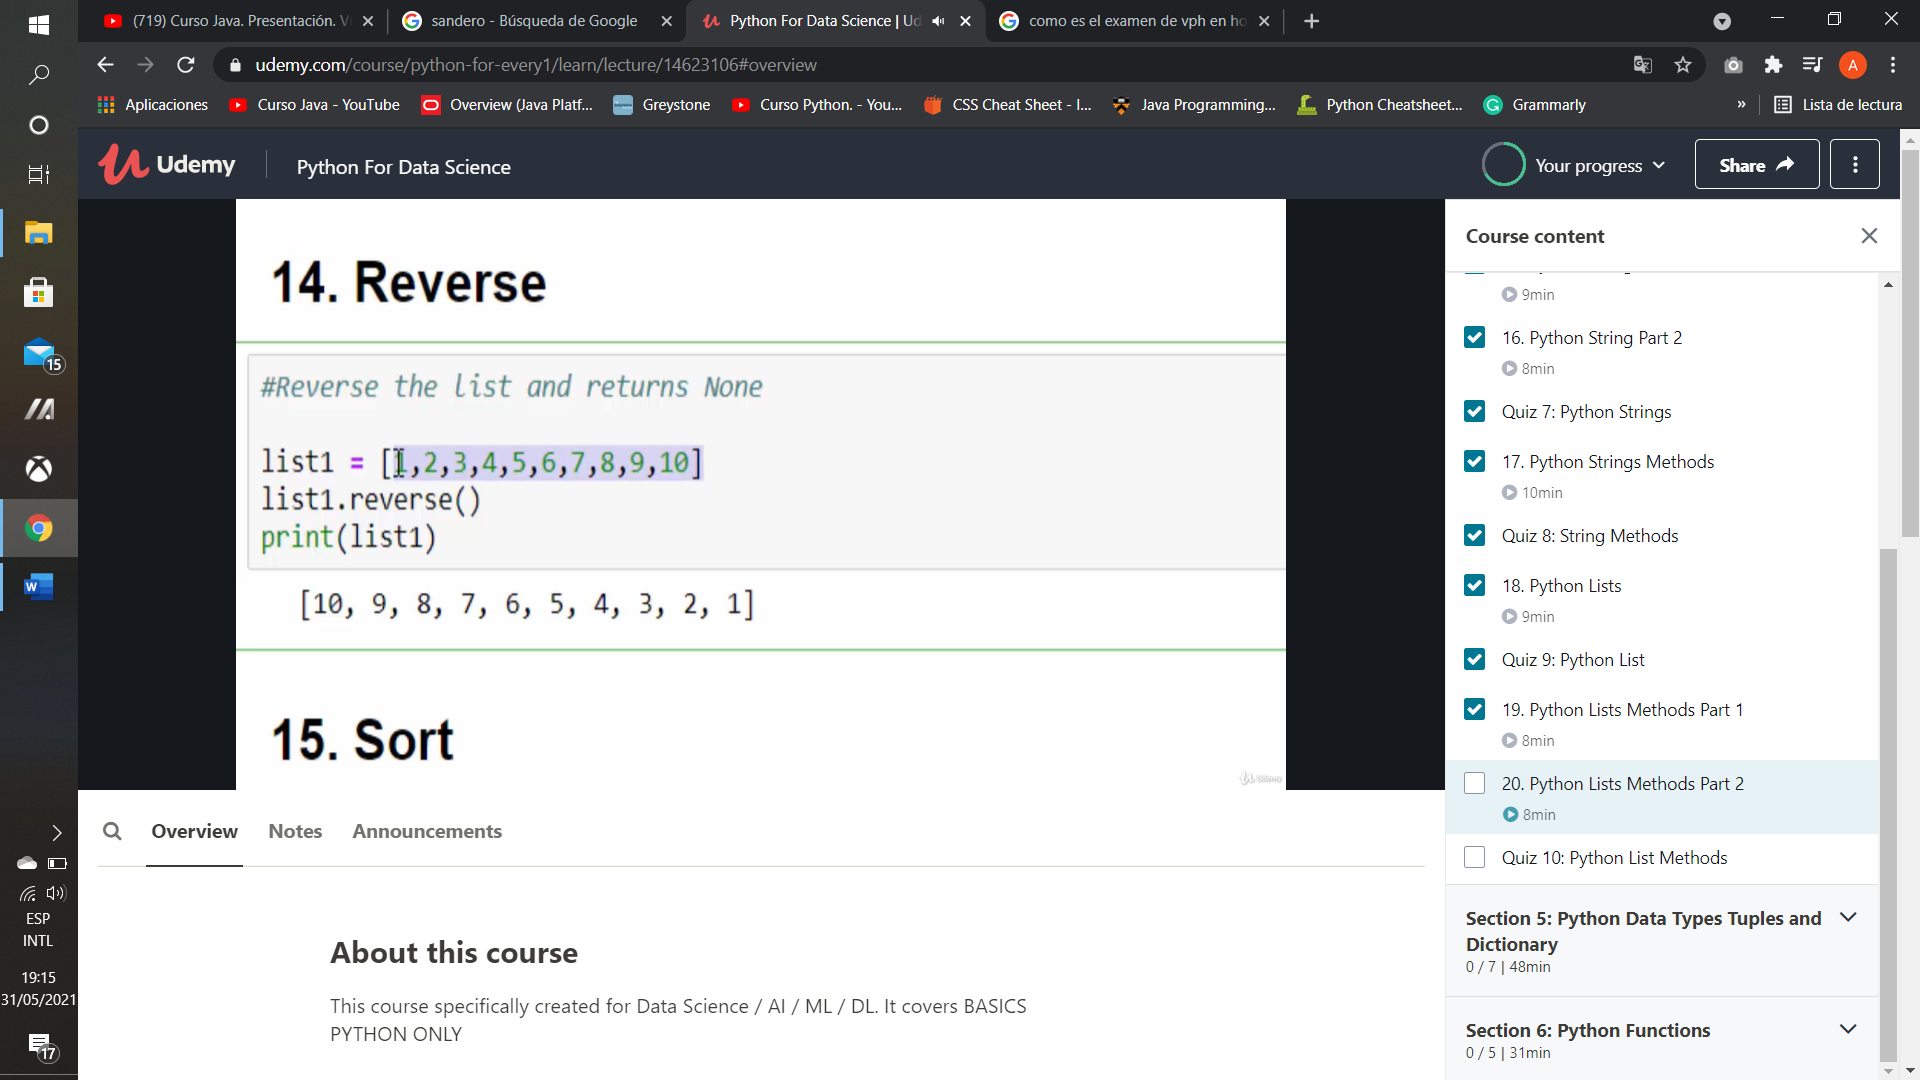 (719) Curso Java. Presentación. V
sandero - Búsqueda de Google
Python For Data Science | Ud
como es el examen de vph en ho
udemy.com/course/python-for-every1/learn/lecture/14623106#overview
A
Aplicaciones
Curso Java - YouTube
Overview (Java Platf...
Greystone
Curso Python. - You...
CSS Cheat Sheet - I...
Java Programming...
Python Cheatsheet...
Grammarly
»
Lista de lectura
Udemy
Python For Data Science
Your progress
Share
14. Reverse
#Reverse the list and returns None
list1 = [1,2,3,4,5,6,7,8,9,10]
list1.reverse()
print(list1)
[10, 9, 8, 7, 6, 5, 4, 3, 2, 1]
15. Sort
Udemy
Overview
Notes
Announcements
About this course
This course specifically created for Data Science / AI / ML / DL. It covers BASICS
PYTHON ONLY
Course content
9min
16. Python String Part 2
8min
Quiz 7: Python Strings
17. Python Strings Methods
10min
Quiz 8: String Methods
18. Python Lists
9min
Quiz 9: Python List
19. Python Lists Methods Part 1
8min
20. Python Lists Methods Part 2
8min
Quiz 10: Python List Methods
Section 5: Python Data Types Tuples and
Dictionary
0 / 7 | 48min
Section 6: Python Functions
0 / 5 | 31min
15
W
ESP
INTL
19:15
31/05/2021
17